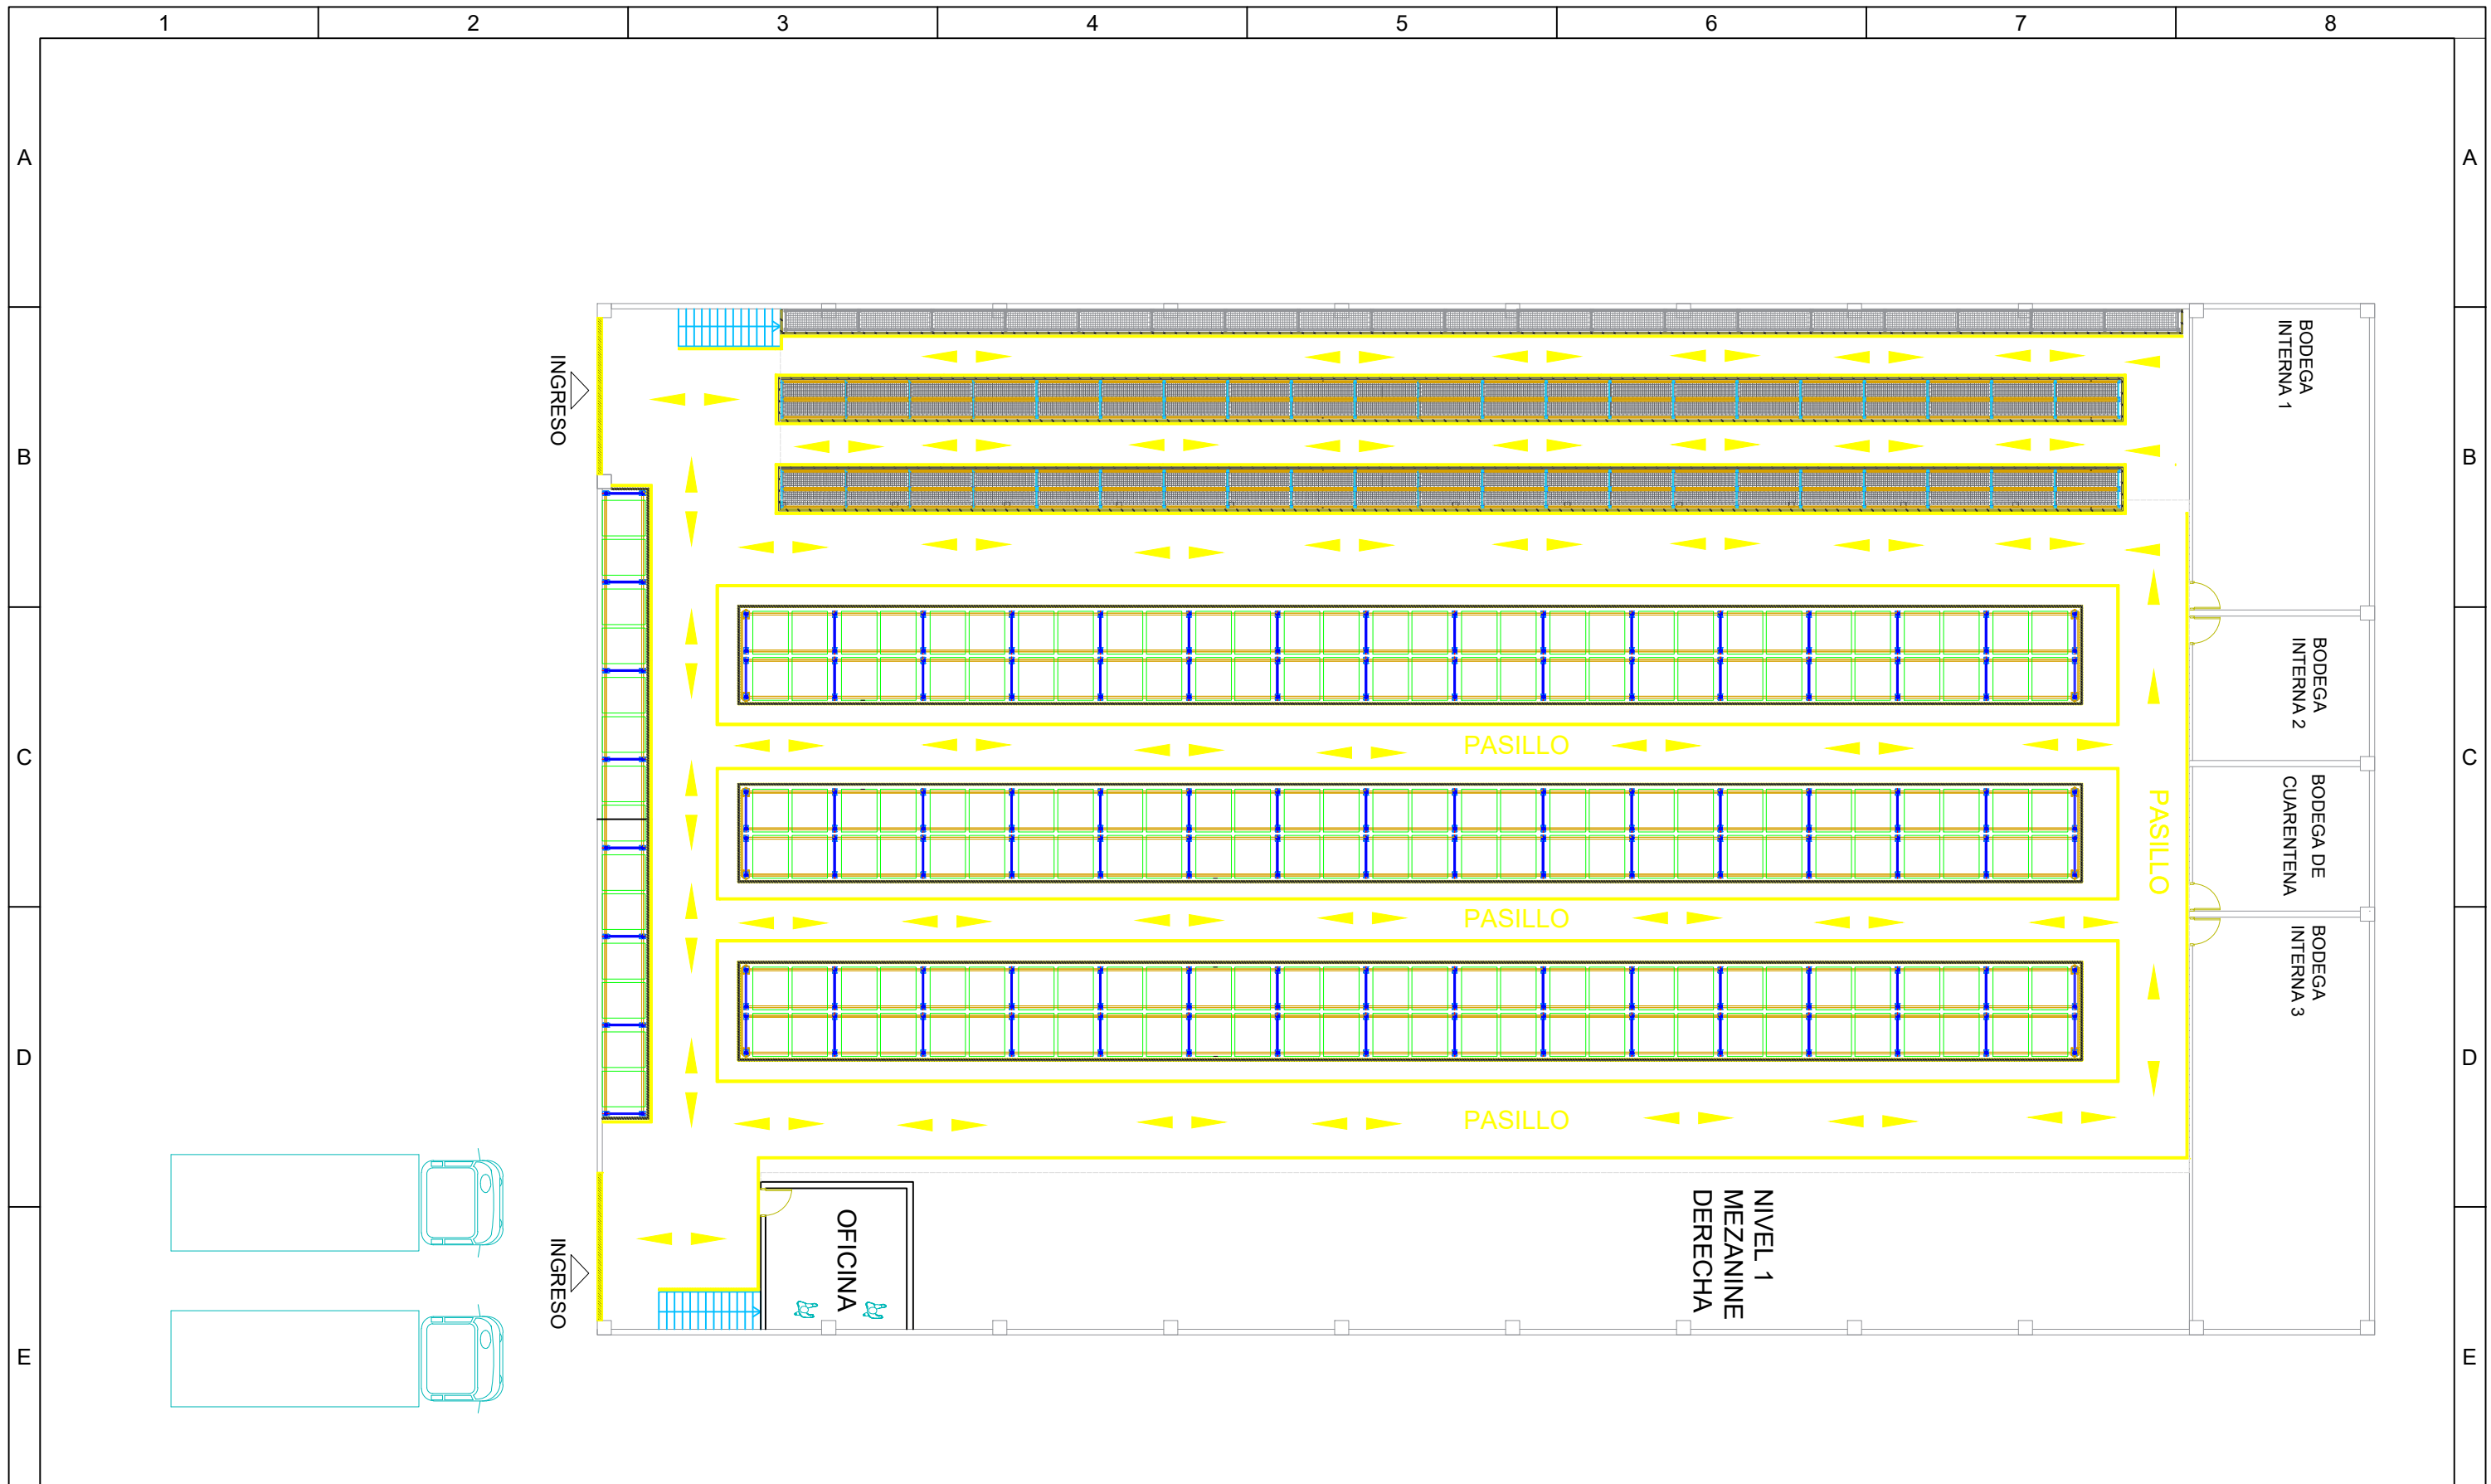 1 2 3 4 5 6 7 8
A A
B B
C C
D D
E E
INGRESO
BODEGA
INTERNA 1
BODEGA
INTERNA 2
PASILLO
PASILLO
BODEGA DE
CUARENTENA
PASILLO
BODEGA
INTERNA 3
PASILLO
INGRESO
OFICINA
NIVEL 1
MEZANINE
DERECHA